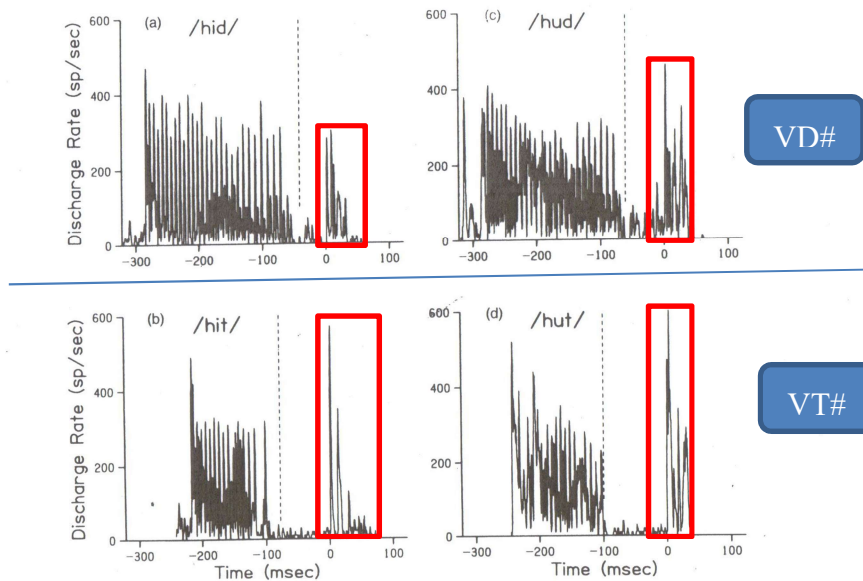 (a) /hid/
Discharge Rate (sp/sec)
600
400
200
0
-300 -200 -100 0 100
(c) /hud/
600
400
200
0
-300 -200 -100 0 100
VD#
(b) /hit/
Discharge Rate (sp/sec)
600
400
200
0
-300 -200 -100 0 100
Time (msec)
(d) /hut/
600
400
200
0
-300 -200 -100 0 100
Time (msec)
VT#